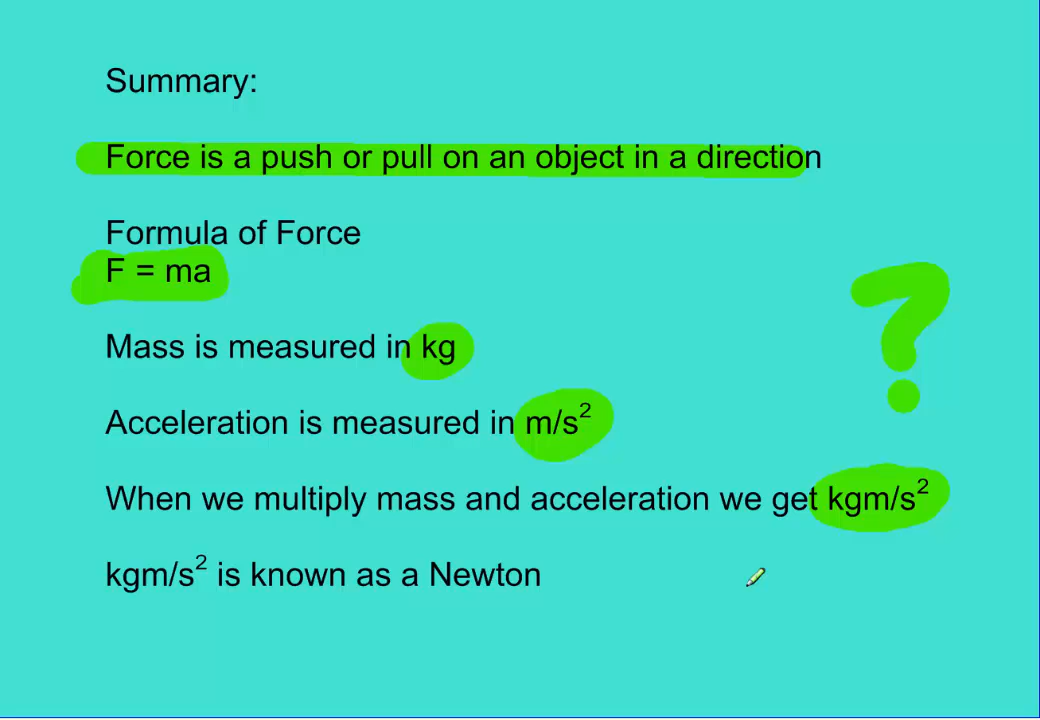 Summary:
Force is a push or pull on an object in a direction
Formula of Force
F = ma
Mass is measured in kg
Acceleration is measured in m/s²
When we multiply mass and acceleration we get kgm/s²
kgm/s² is known as a Newton
?